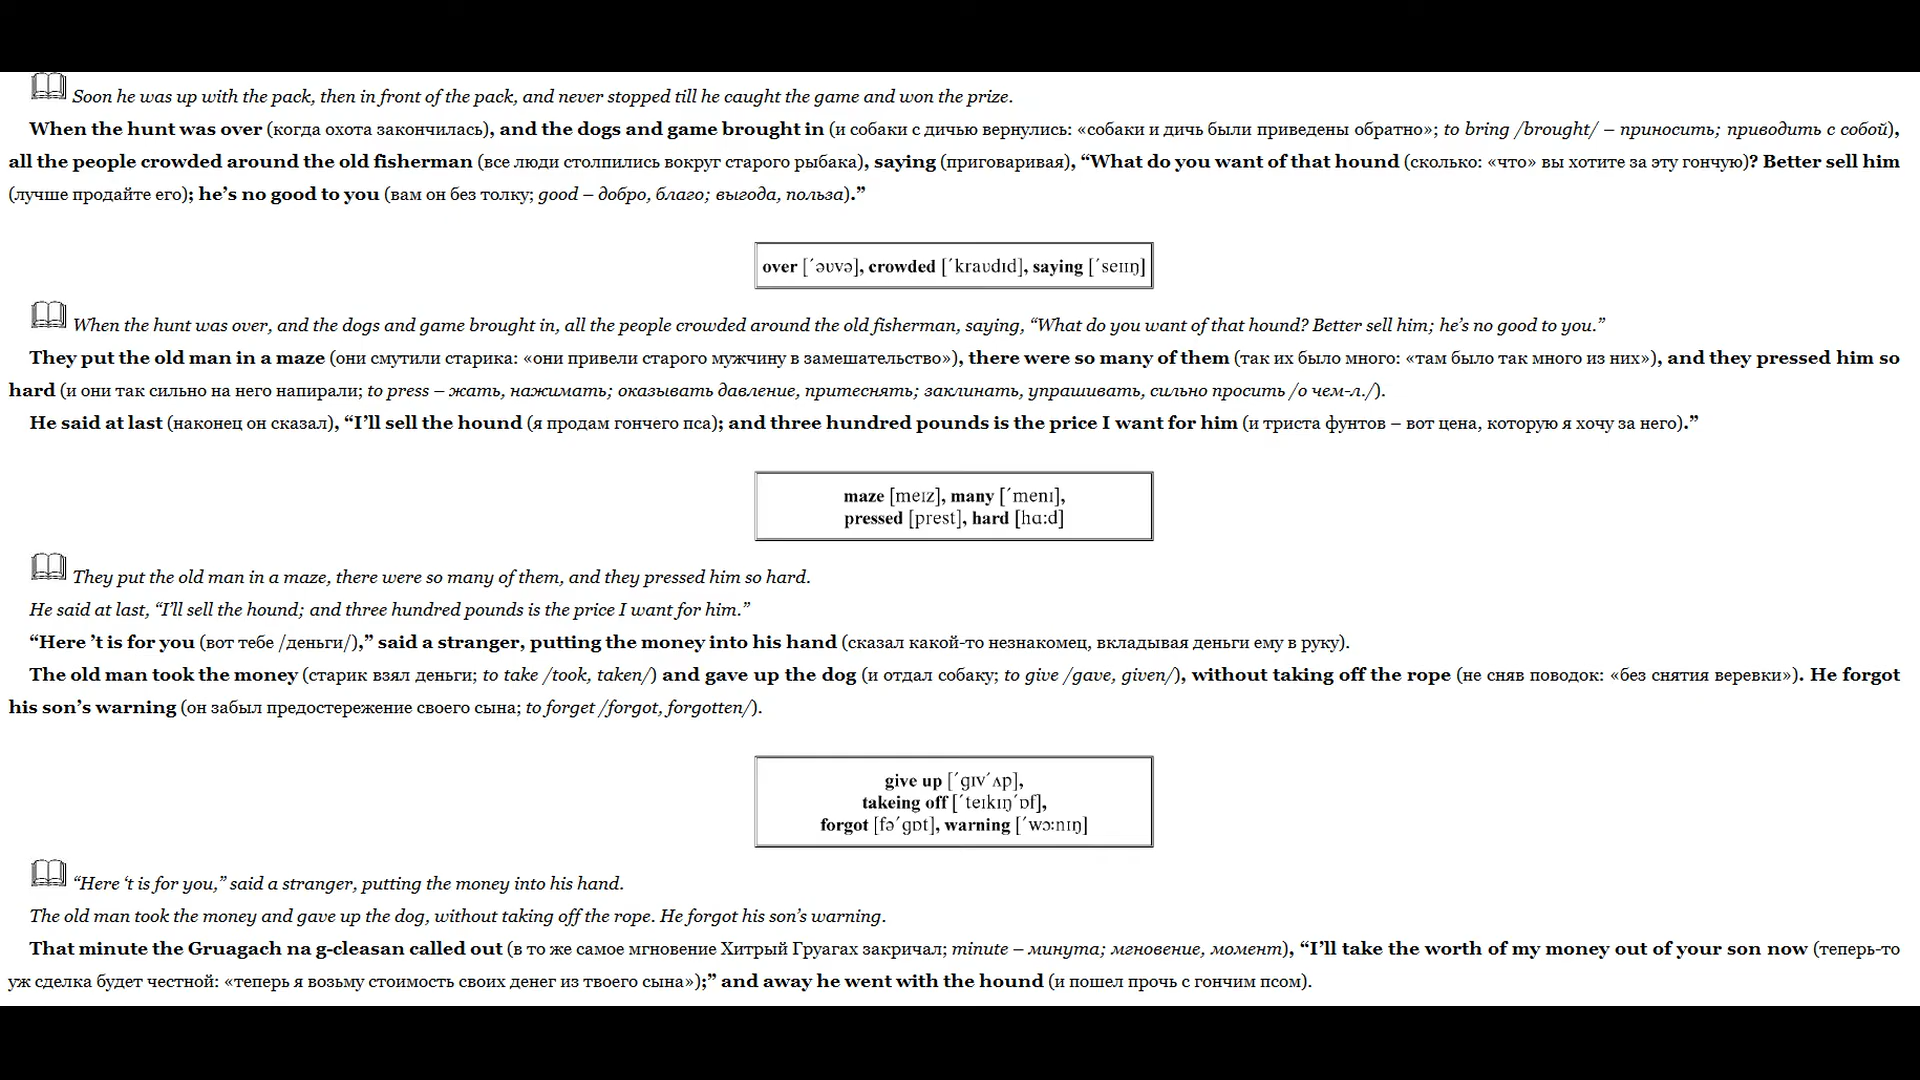 Soon he was up with the pack, then in front of the pack, and never stopped till he caught the game and won the prize.
When the hunt was over (когда охота закончилась), and the dogs and game brought in (и собаки с дичью вернулись: «собаки и дичь были приведены обратно»; to bring /brought/ – приносить; приводить с собой),
all the people crowded around the old fisherman (все люди столпились вокруг старого рыбака), saying (приговаривая), “What do you want of that hound (сколько: «что» вы хотите за эту гончую)? Better sell him
(лучше продайте его); he’s no good to you (вам он без толку; good – добро, благо; выгода, польза).”
over [´əʊvə], crowded [´kraʊdɪd], saying [´seɪɪŋ]
When the hunt was over, and the dogs and game brought in, all the people crowded around the old fisherman, saying, “What do you want of that hound? Better sell him; he’s no good to you.”
They put the old man in a maze (они смутили старика: «они привели старого мужчину в замешательство»), there were so many of them (так их было много: «там было так много из них»), and they pressed him so
hard (и они так сильно на него напирали; to press – жать, нажимать; оказывать давление, притеснять; заклинать, упрашивать, сильно просить /о чем-л./).
He said at last (наконец он сказал), “I’ll sell the hound (я продам гончего пса); and three hundred pounds is the price I want for him (и триста фунтов – вот цена, которую я хочу за него).”
maze [meɪz], many [´menɪ],
pressed [prest], hard [hɑ:d]
They put the old man in a maze, there were so many of them, and they pressed him so hard.
He said at last, “I’ll sell the hound; and three hundred pounds is the price I want for him.”
“Here ’t is for you (вот тебе /деньги/),” said a stranger, putting the money into his hand (сказал какой-то незнакомец, вкладывая деньги ему в руку).
The old man took the money (старик взял деньги; to take /took, taken/) and gave up the dog (и отдал собаку; to give /gave, given/), without taking off the rope (не сняв поводок: «без снятия веревки»). He forgot
his son’s warning (он забыл предостережение своего сына; to forget /forgot, forgotten/).
give up [´ɡɪv´ʌp],
takeing off [´teɪkɪŋ´ɒf],
forgot [fə´ɡɒt], warning [´wɔ:nɪŋ]
“Here ‘t is for you,” said a stranger, putting the money into his hand.
The old man took the money and gave up the dog, without taking off the rope. He forgot his son’s warning.
That minute the Gruagach na g-cleasan called out (в то же самое мгновение Хитрый Груагах закричал; minute – минута; мгновение, момент), “I’ll take the worth of my money out of your son now (теперь-то
уж сделка будет честной: «теперь я возьму стоимость своих денег из твоего сына»);” and away he went with the hound (и пошел прочь с гончим псом).